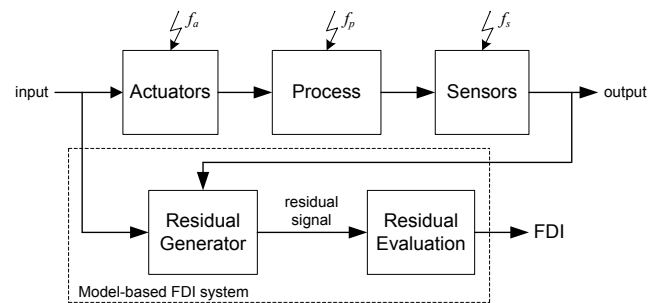 fa
fp
fs
input
Actuators
Process
Sensors
output
Residual
Generator
residual
signal
Residual
Evaluation
FDI
Model-based FDI system